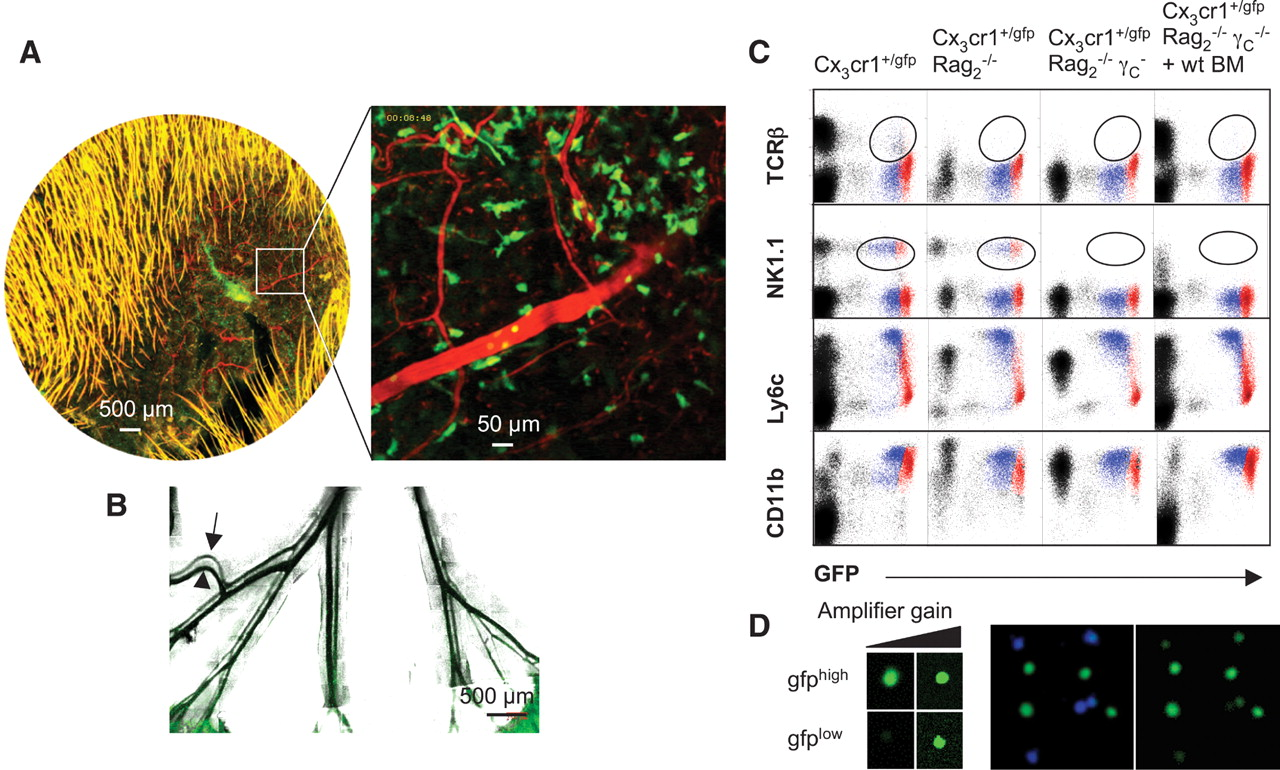 A
00:08:48
500 µm
50 µm
B
500 µm
C
Cx₃cr1⁺/ᵍᶠᵖ
Cx₃cr1⁺/ᵍᶠᵖ
Rag₂⁻/⁻
Cx₃cr1⁺/ᵍᶠᵖ
Rag₂⁻/⁻ γC⁻
Cx₃cr1⁺/ᵍᶠᵖ
Rag₂⁻/⁻ γC⁻/⁻
+ wt BM
TCRβ
NK1.1
Ly6c
CD11b
GFP
D
Amplifier gain
gfpʰⁱᵍʰ
gfpˡᵒʷ